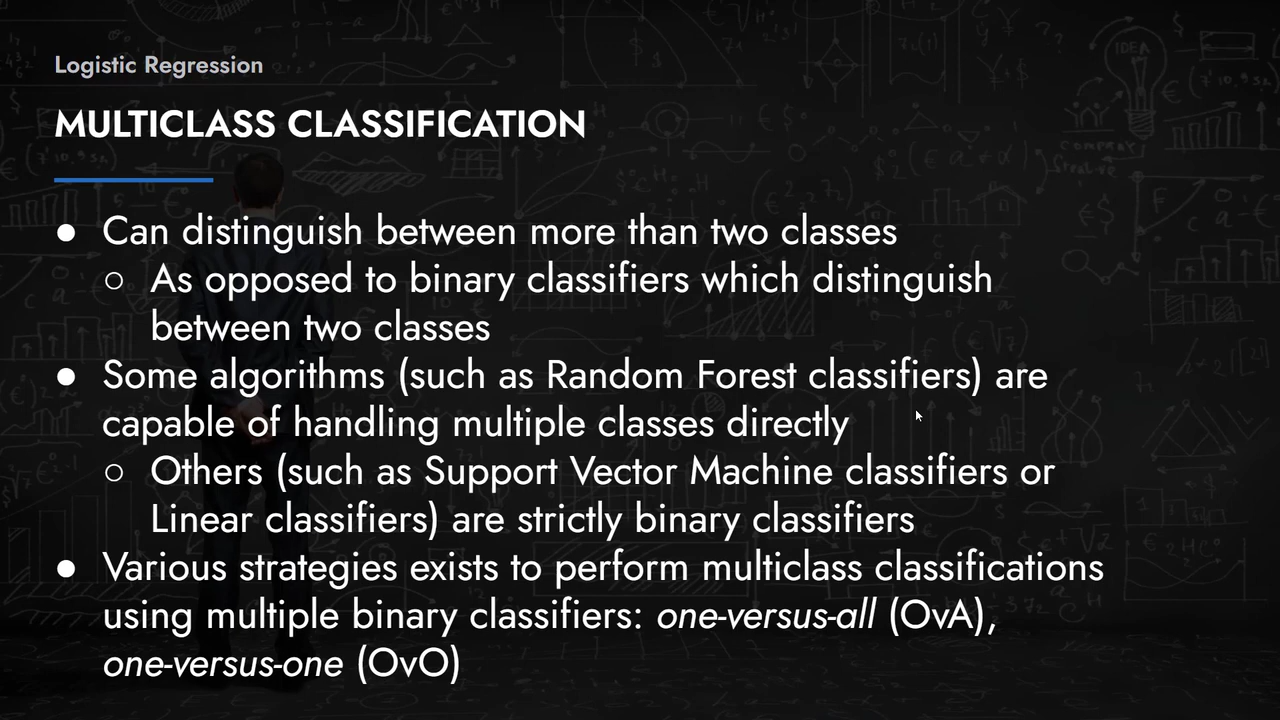 Logistic Regression
MULTICLASS CLASSIFICATION
● Can distinguish between more than two classes
○ As opposed to binary classifiers which distinguish
between two classes
● Some algorithms (such as Random Forest classifiers) are
capable of handling multiple classes directly
○ Others (such as Support Vector Machine classifiers or
Linear classifiers) are strictly binary classifiers
● Various strategies exists to perform multiclass classifications
using multiple binary classifiers: one-versus-all (OvA),
one-versus-one (OvO)
IDEA